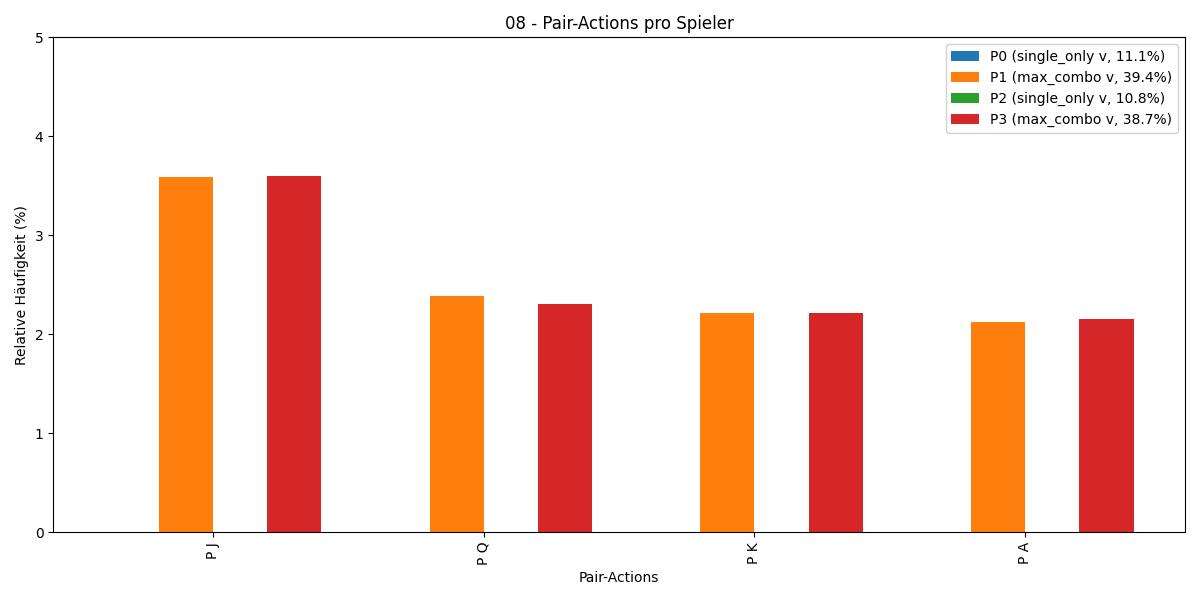 08 - Pair-Actions pro Spieler
P0 (single_only v, 11.1%)
P1 (max_combo v, 39.4%)
P2 (single_only v, 10.8%)
P3 (max_combo v, 38.7%)
Relative Häufigkeit (%)
5
4
3
2
1
0
P J
P Q
P K
P A
Pair-Actions